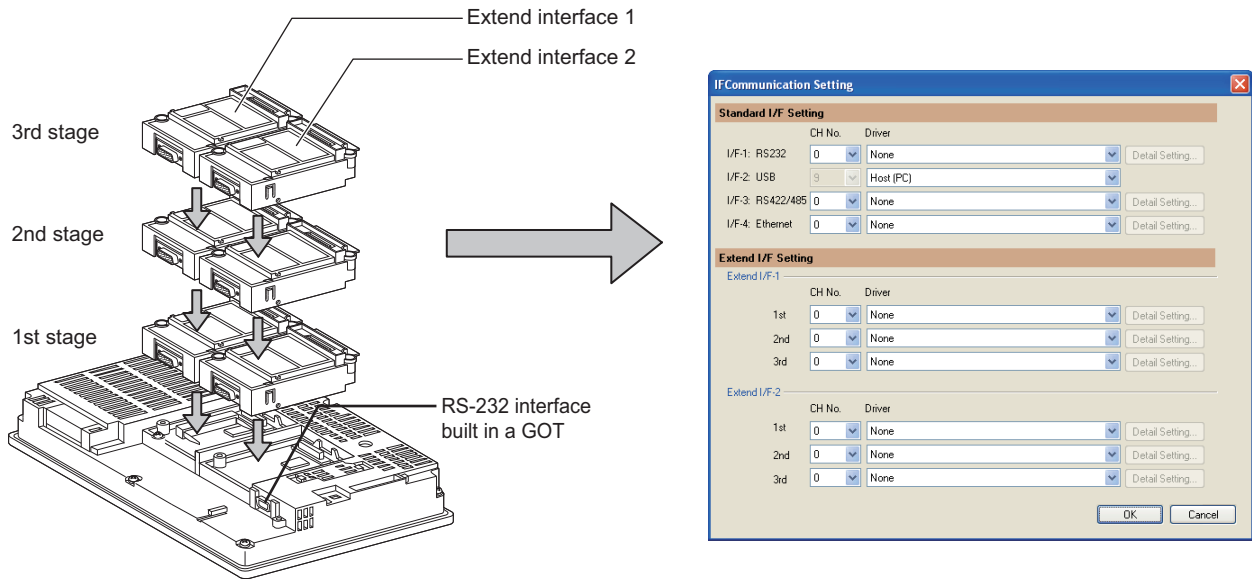 Extend interface 1
Extend interface 2
3rd stage
2nd stage
1st stage
RS-232 interface
built in a GOT
IFCommunication Setting
Standard I/F Setting
CH No. Driver
I/F-1: RS232 0 None Detail Setting...
I/F-2: USB 9 Host (PC)
I/F-3: RS422/485 0 None Detail Setting...
I/F-4: Ethernet 0 None Detail Setting...
Extend I/F Setting
Extend I/F-1
CH No. Driver
1st 0 None Detail Setting...
2nd 0 None Detail Setting...
3rd 0 None Detail Setting...
Extend I/F-2
CH No. Driver
1st 0 None Detail Setting...
2nd 0 None Detail Setting...
3rd 0 None Detail Setting...
OK Cancel